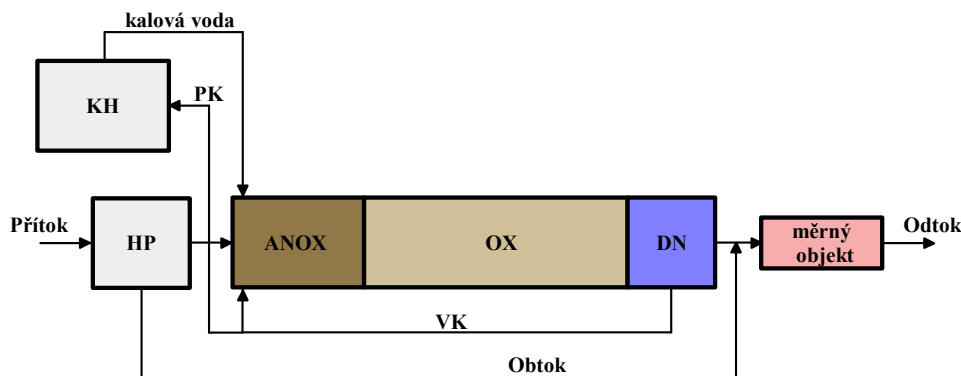 kalová voda
KH
PK
Přítok
HP
ANOX
OX
DN
měrný
objekt
Odtok
VK
Obtok